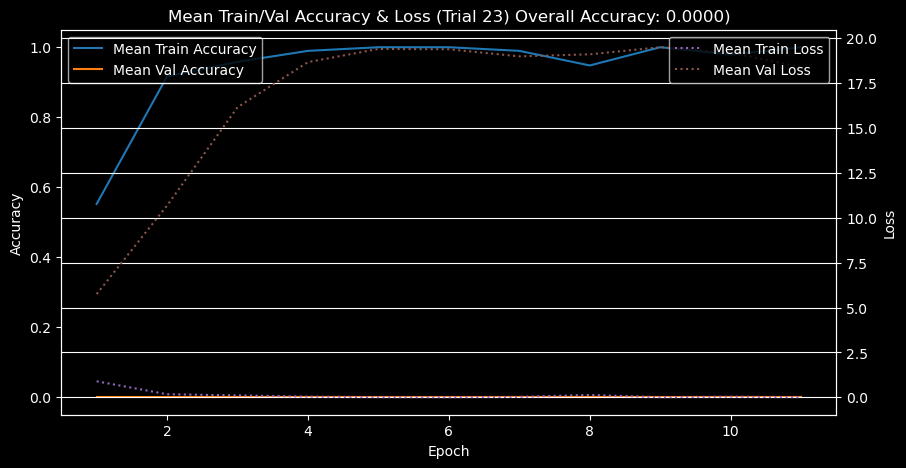 Mean Train/Val Accuracy & Loss (Trial 23) Overall Accuracy: 0.0000)
Mean Train Accuracy
Mean Val Accuracy
Mean Train Loss
Mean Val Loss
1.0
0.8
0.6
0.4
0.2
0.0
Accuracy
20.0
17.5
15.0
12.5
10.0
7.5
5.0
2.5
0.0
Loss
2 4 6 8 10
Epoch